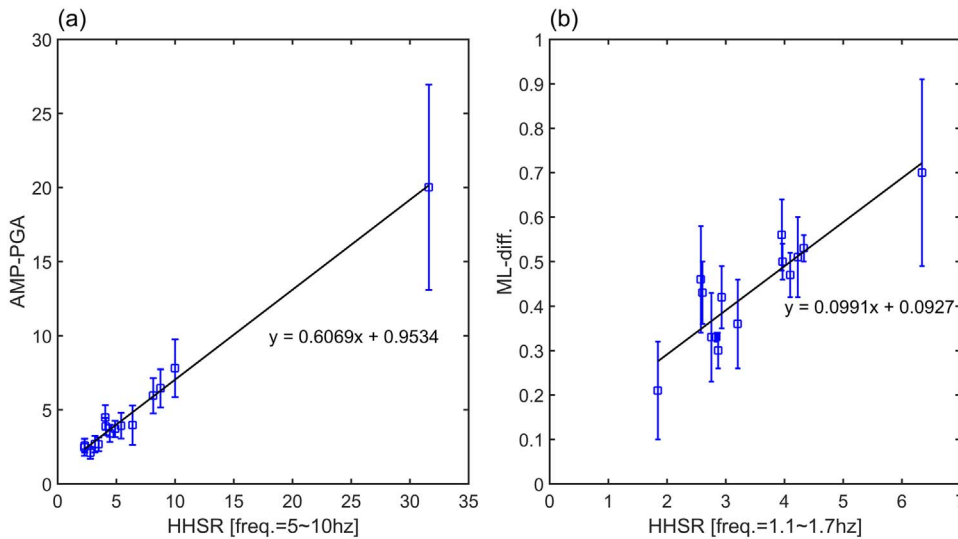 (a)
30
25
20
15
10
5
0
AMP-PGA
y = 0.6069x + 0.9534
0 5 10 15 20 25 30 35
HHSR [freq.=5~10hz]
(b)
1
0.9
0.8
0.7
0.6
0.5
0.4
0.3
0.2
0.1
0
ML-diff.
y = 0.0991x + 0.0927
0 1 2 3 4 5 6 7
HHSR [freq.=1.1~1.7hz]